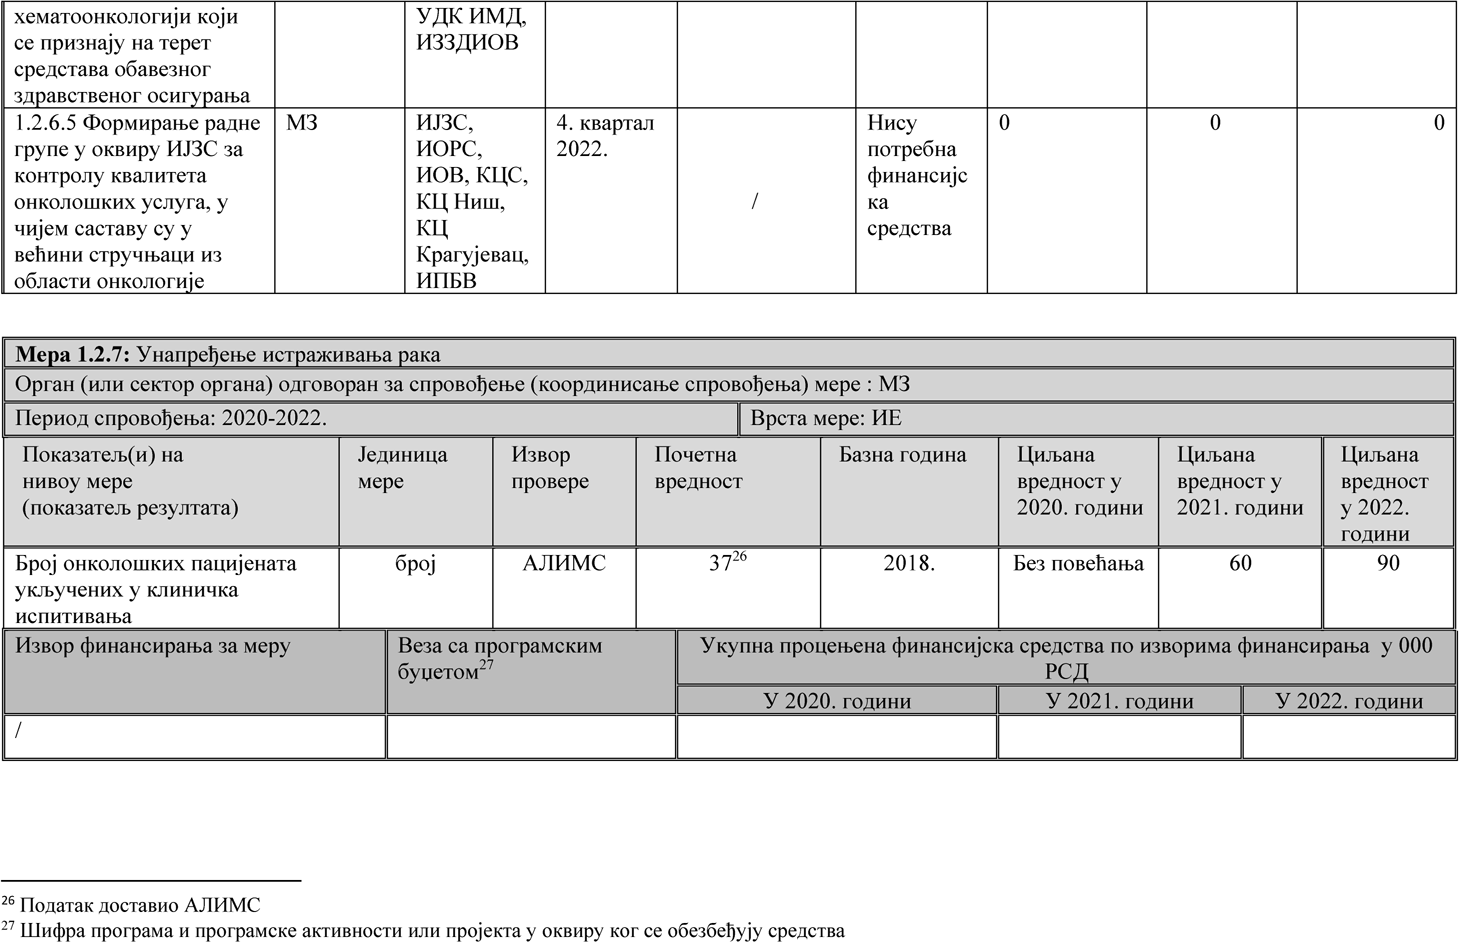 хематоонкологији који
се признају на терет
средстава обавезног
здравственог осигурања
УДК ИМД,
ИЗЗДИОВ
1.2.6.5 Формирање радне
групе у оквиру ИЈЗС за
контролу квалитета
онколошких услуга, у
чијем саставу су у
већини стручњаци из
области онкологије
МЗ
ИЈЗС,
ИОРС,
ИОВ, КЦС,
КЦ Ниш,
КЦ
Крагујевац,
ИПБВ
4. квартал
2022.
/
Нису
потребна
финансијс
ка
средства
0
0
0
Мера 1.2.7: Унапређење истраживања рака
Орган (или сектор органа) одговоран за спровођење (координисање спровођења) мере : МЗ
Период спровођења: 2020-2022.
Врста мере: ИЕ
Показатељ(и) на
нивоу мере
(показатељ резултата)
Јединица
мере
Извор
провере
Почетна
вредност
Базна година
Циљана
вредност у
2020. години
Циљана
вредност у
2021. години
Циљана
вредност
у 2022.
години
Број онколошких пацијената
укључених у клиничка
испитивања
број
АЛИМС
37²⁶
2018.
Без повећања
60
90
Извор финансирања за меру
Веза са програмским
буџетом²⁷
Укупна процењена финансијска средства по изворима финансирања у 000
РСД
У 2020. години
У 2021. години
У 2022. години
/
²⁶ Податак доставио АЛИМС
²⁷ Шифра програма и програмске активности или пројекта у оквиру ког се обезбеђују средства